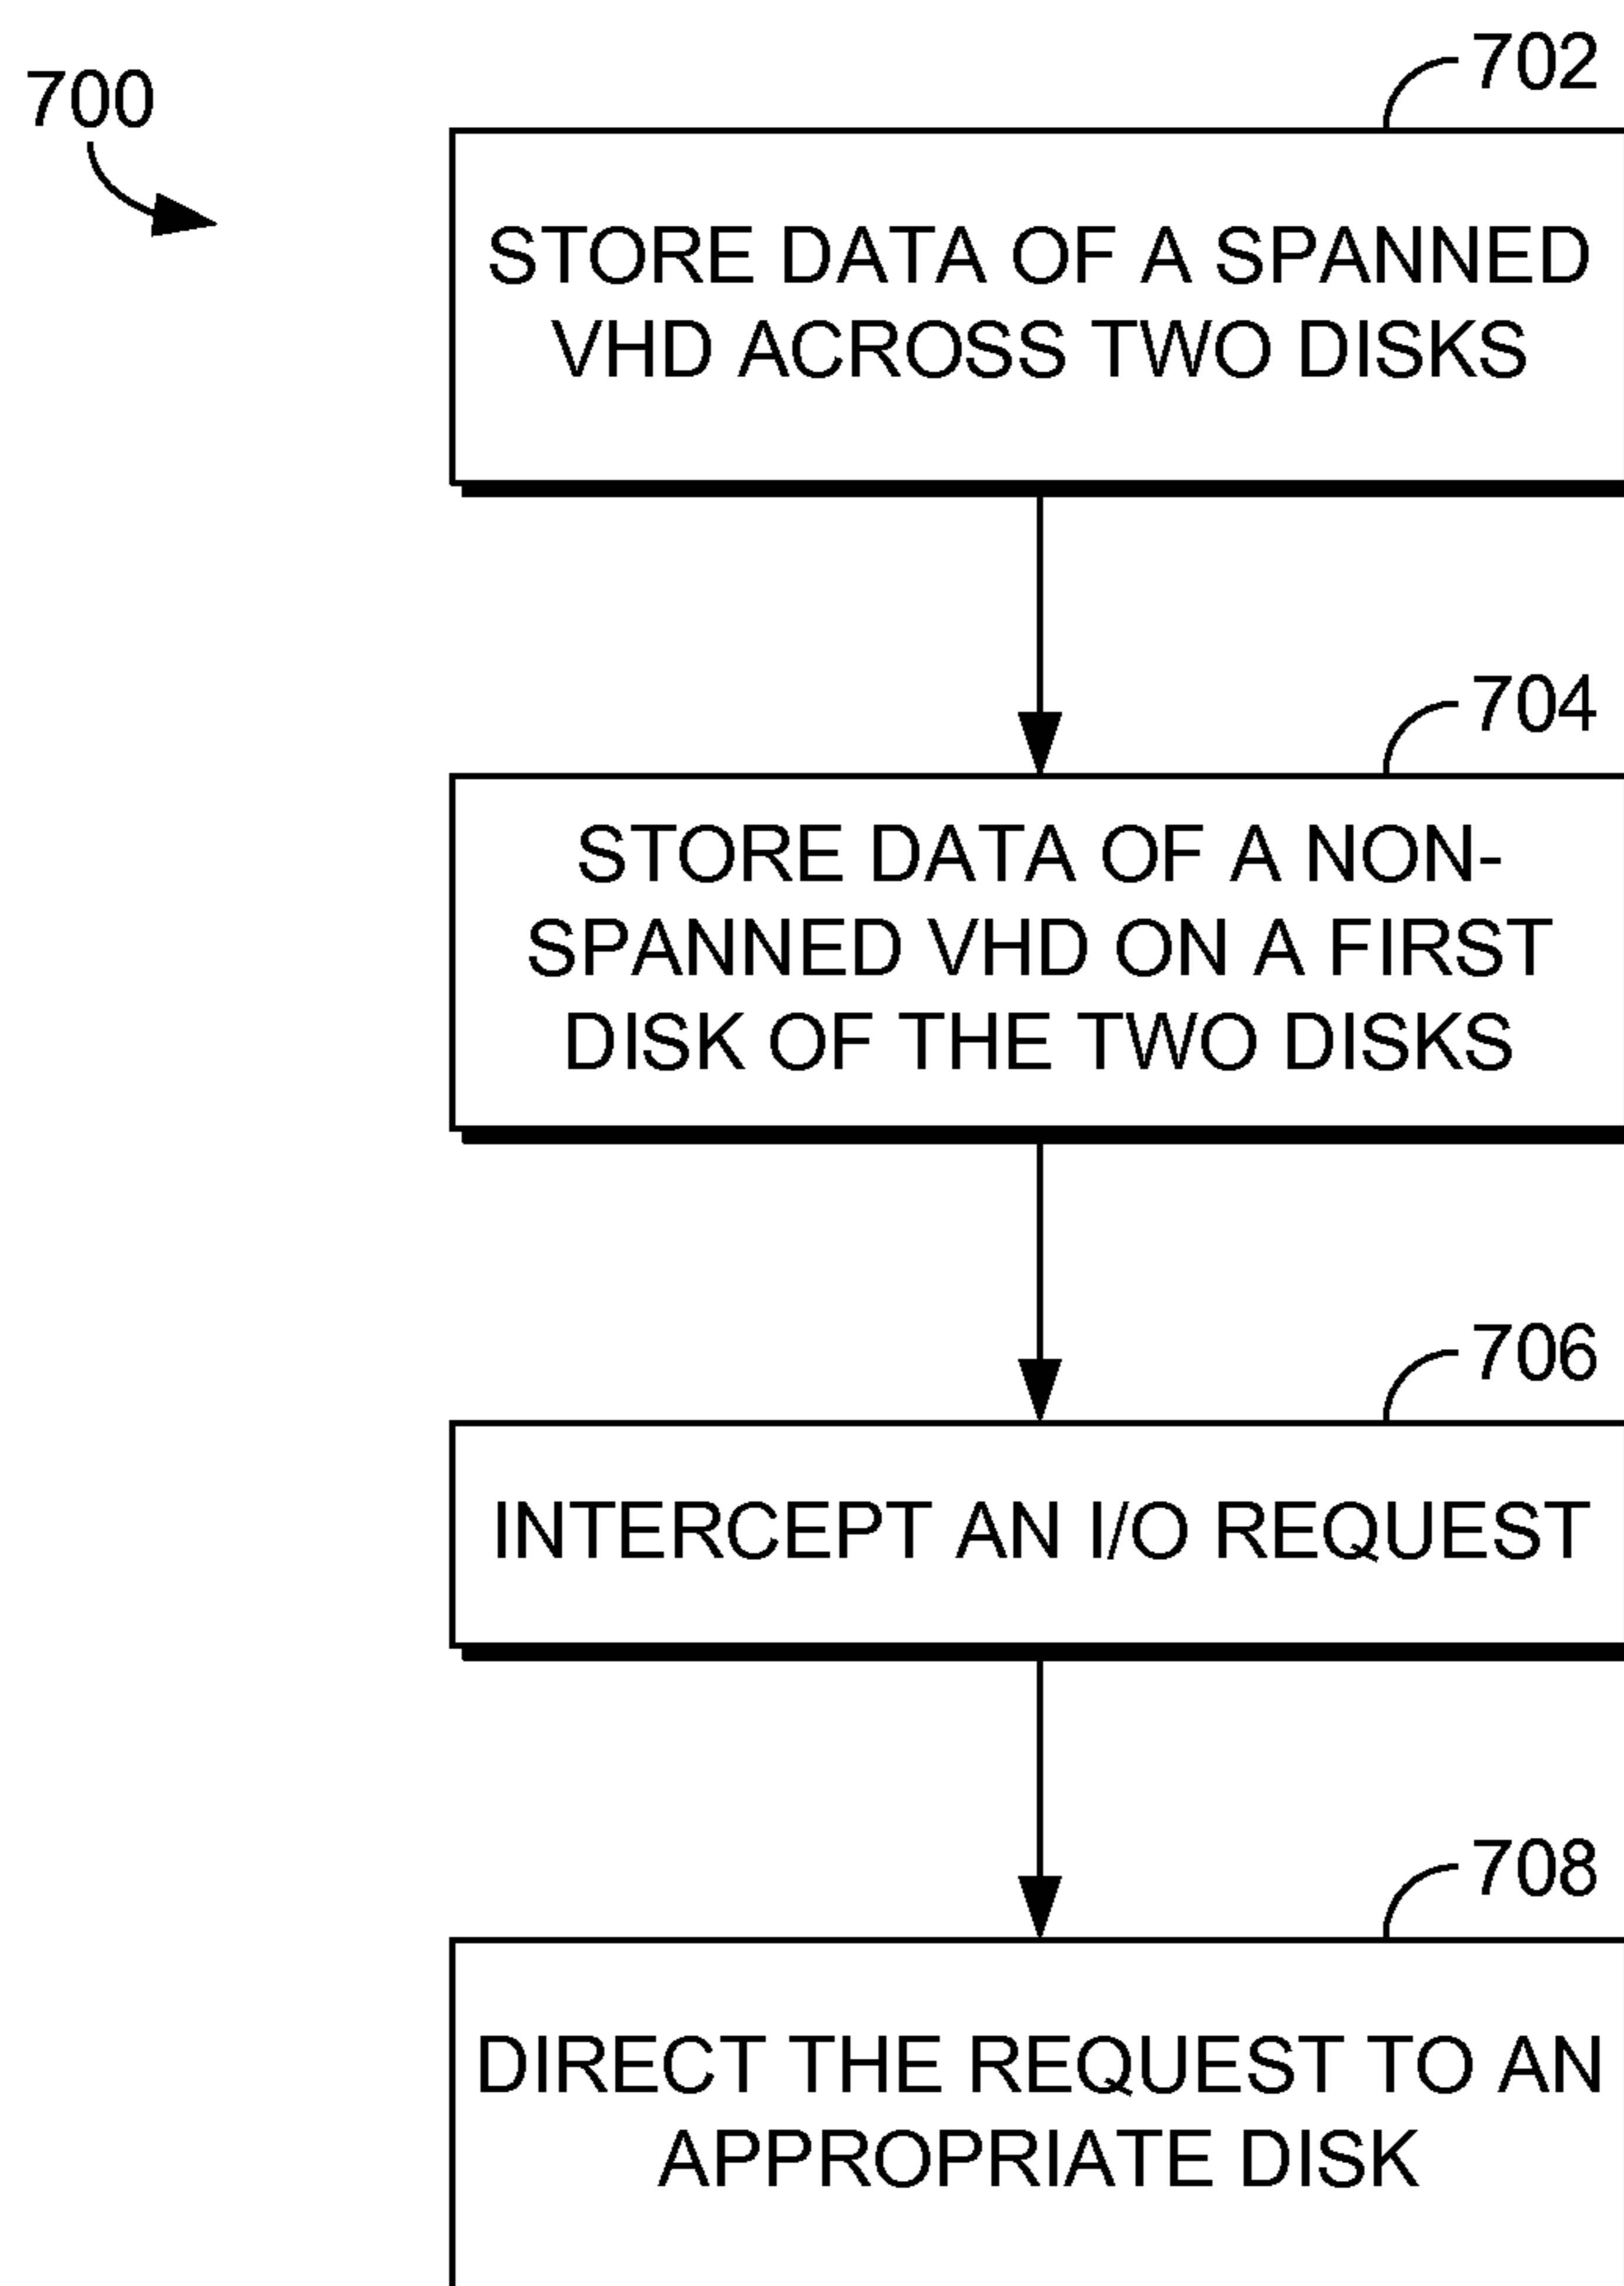 700
702
STORE DATA OF A SPANNED
VHD ACROSS TWO DISKS
704
STORE DATA OF A NON-
SPANNED VHD ON A FIRST
DISK OF THE TWO DISKS
706
INTERCEPT AN I/O REQUEST
708
DIRECT THE REQUEST TO AN
APPROPRIATE DISK